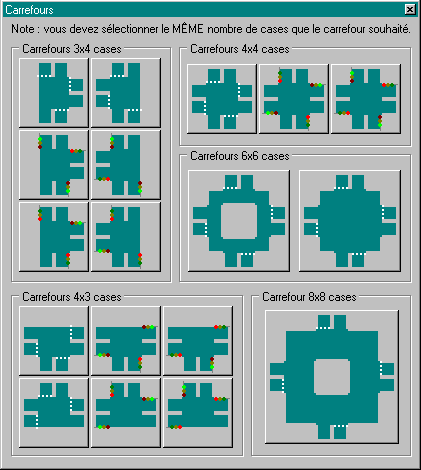 Carrefours
Note : vous devez sélectionner le MÊME nombre de cases que le carrefour souhaité.
Carrefours 3x4 cases
Carrefours 4x4 cases
Carrefours 6x6 cases
Carrefours 4x3 cases
Carrefour 8x8 cases